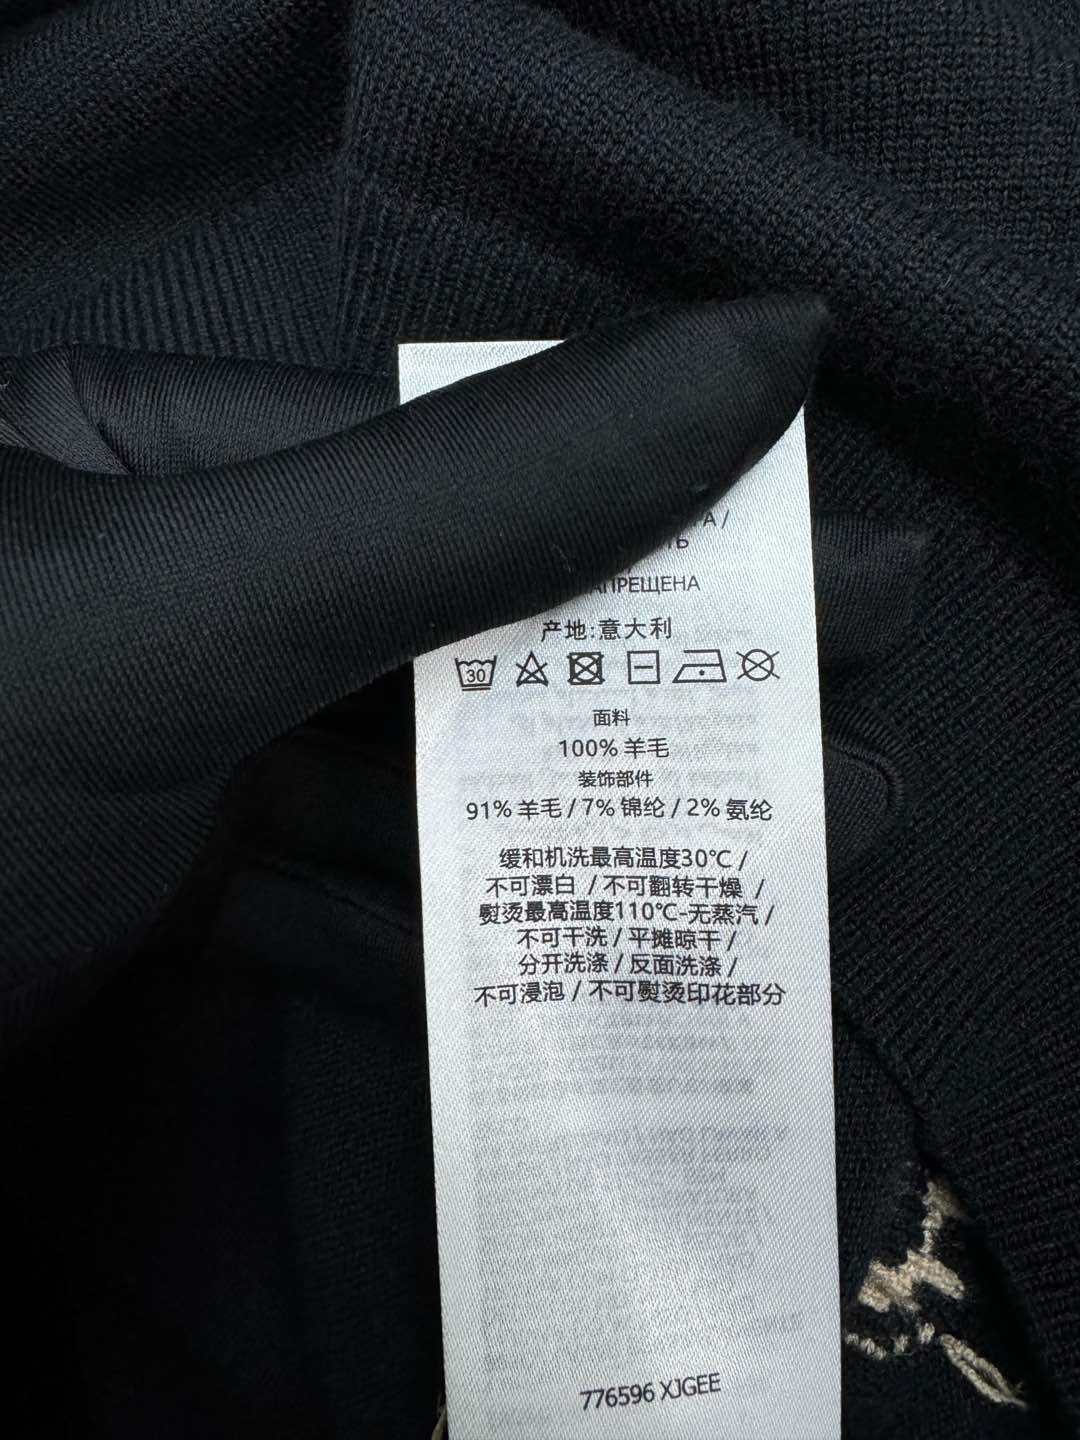 А /
ТЬ
АПРЕЩЕНА
产地:意大利
30
面料
100% 羊毛
装饰部件
91% 羊毛 / 7% 锦纶 / 2% 氨纶
缓和机洗最高温度30℃ /
不可漂白 / 不可翻转干燥 /
熨烫最高温度110℃-无蒸汽 /
不可干洗 / 平摊晾干 /
分开洗涤 / 反面洗涤 /
不可浸泡 / 不可熨烫印花部分
776596 XJGEE